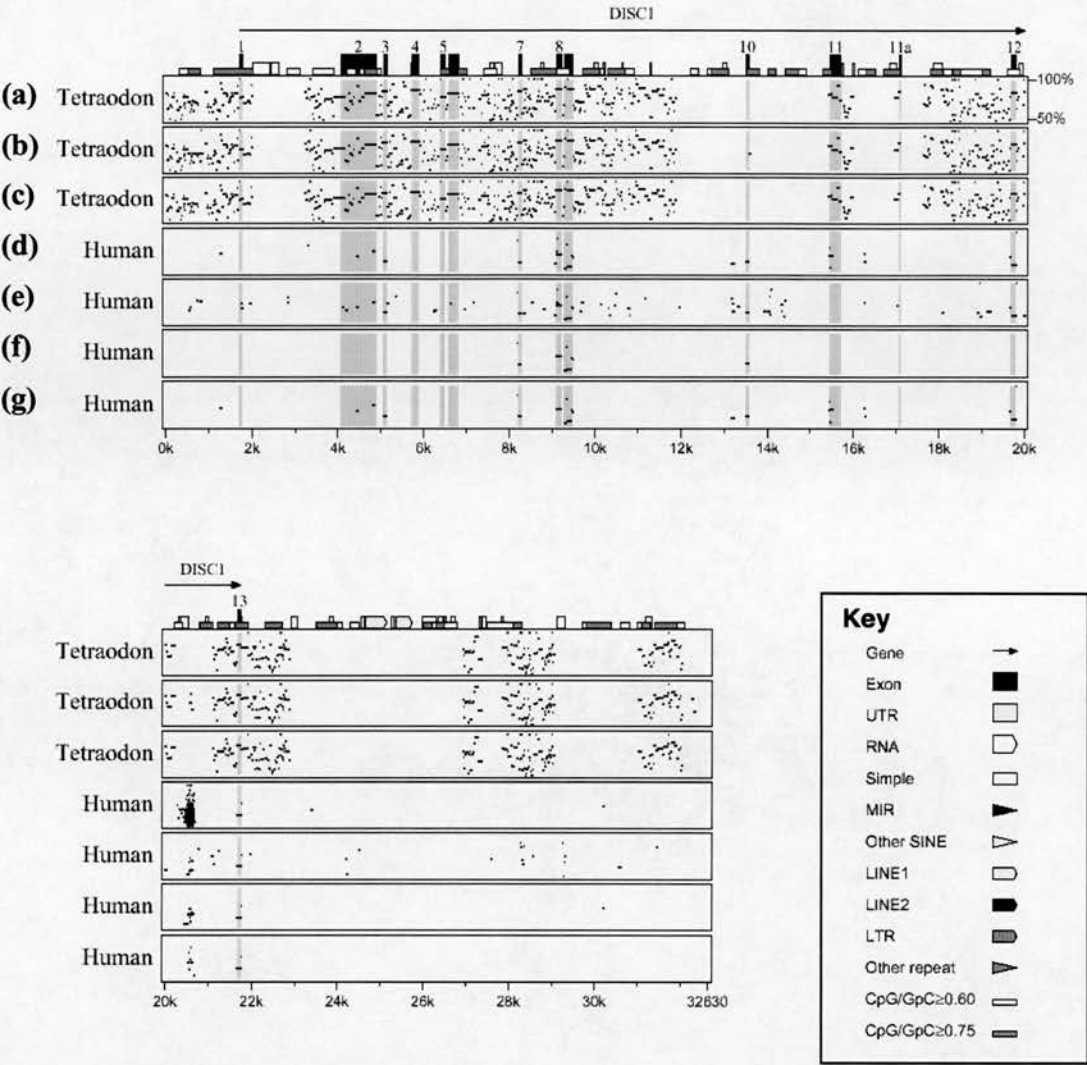 DISC1
1 2 3 4 5 7 8 10 11 11a 12
(a) Tetraodon 100%
50%
(b) Tetraodon
(c) Tetraodon
(d) Human
(e) Human
(f) Human
(g) Human
0k 2k 4k 6k 8k 10k 12k 14k 16k 18k 20k
DISC1
13
Tetraodon
Tetraodon
Tetraodon
Human
Human
Human
Human
20k 22k 24k 26k 28k 30k 32630
Key
Gene
Exon
UTR
RNA
Simple
MIR
Other SINE
LINE1
LINE2
LTR
Other repeat
CpG/GpC≥0.60
CpG/GpC≥0.75